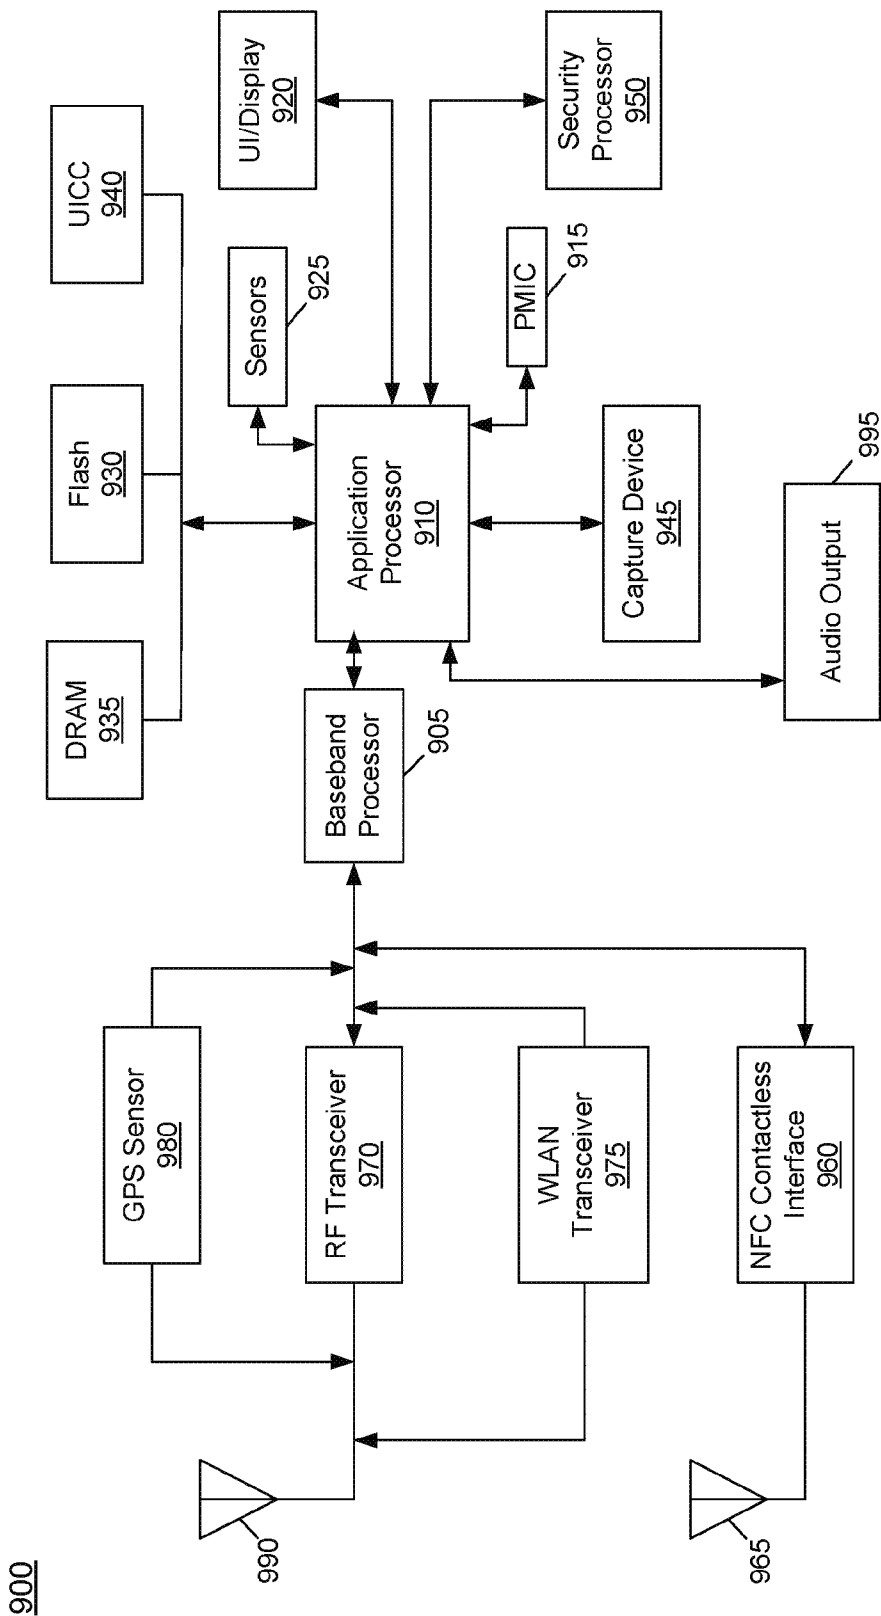 900
UICC
940
Flash
930
DRAM
935
UI/Display
920
Sensors
925
Security
Processor
950
PMIC
915
Application
Processor
910
Capture Device
945
Audio Output
995
Baseband
Processor
905
GPS Sensor
980
RF Transceiver
970
WLAN
Transceiver
975
NFC Contactless
Interface
960
990
965